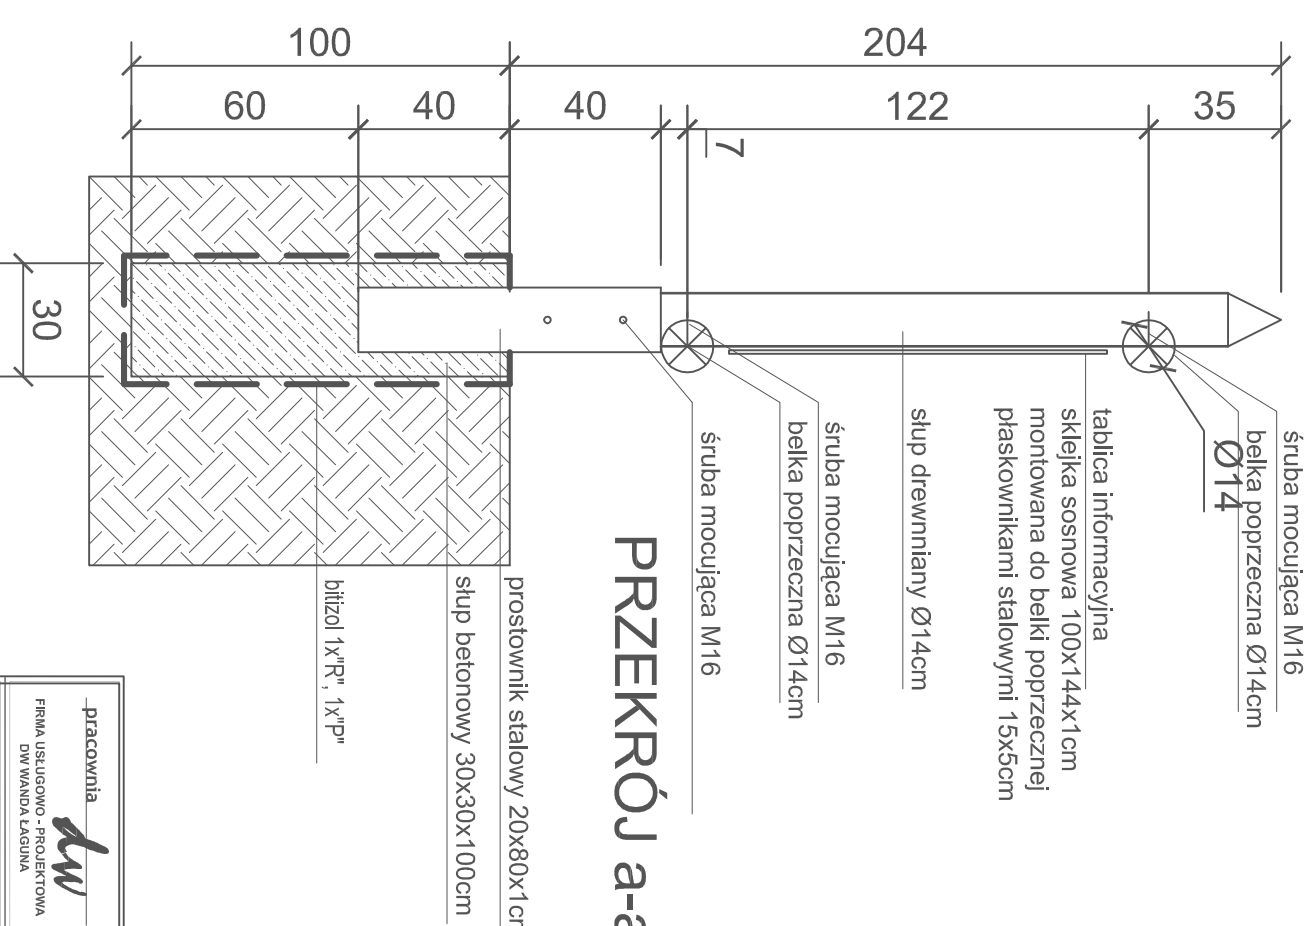 100
204
60
40
40
122
35
7
30
Ø14
śruba mocująca M16
belka poprzeczna Ø14cm
tablica informacyjna
sklejka sosnowa 100x144x1cm
montowana do belki poprzecznej
płaskownikami stalowymi 15x5cm
słup drewnniany Ø14cm
śruba mocująca M16
belka poprzeczna Ø14cm
śruba mocująca M16
PRZEKRÓJ a-a
prostownik stalowy 20x80x1cm
słup betonowy 30x30x100cm
bitizol 1x"R", 1x"P"
pracownia
dw
FIRMA USŁUGOWO - PROJEKTOWA
DW WANDA ŁAGUNA